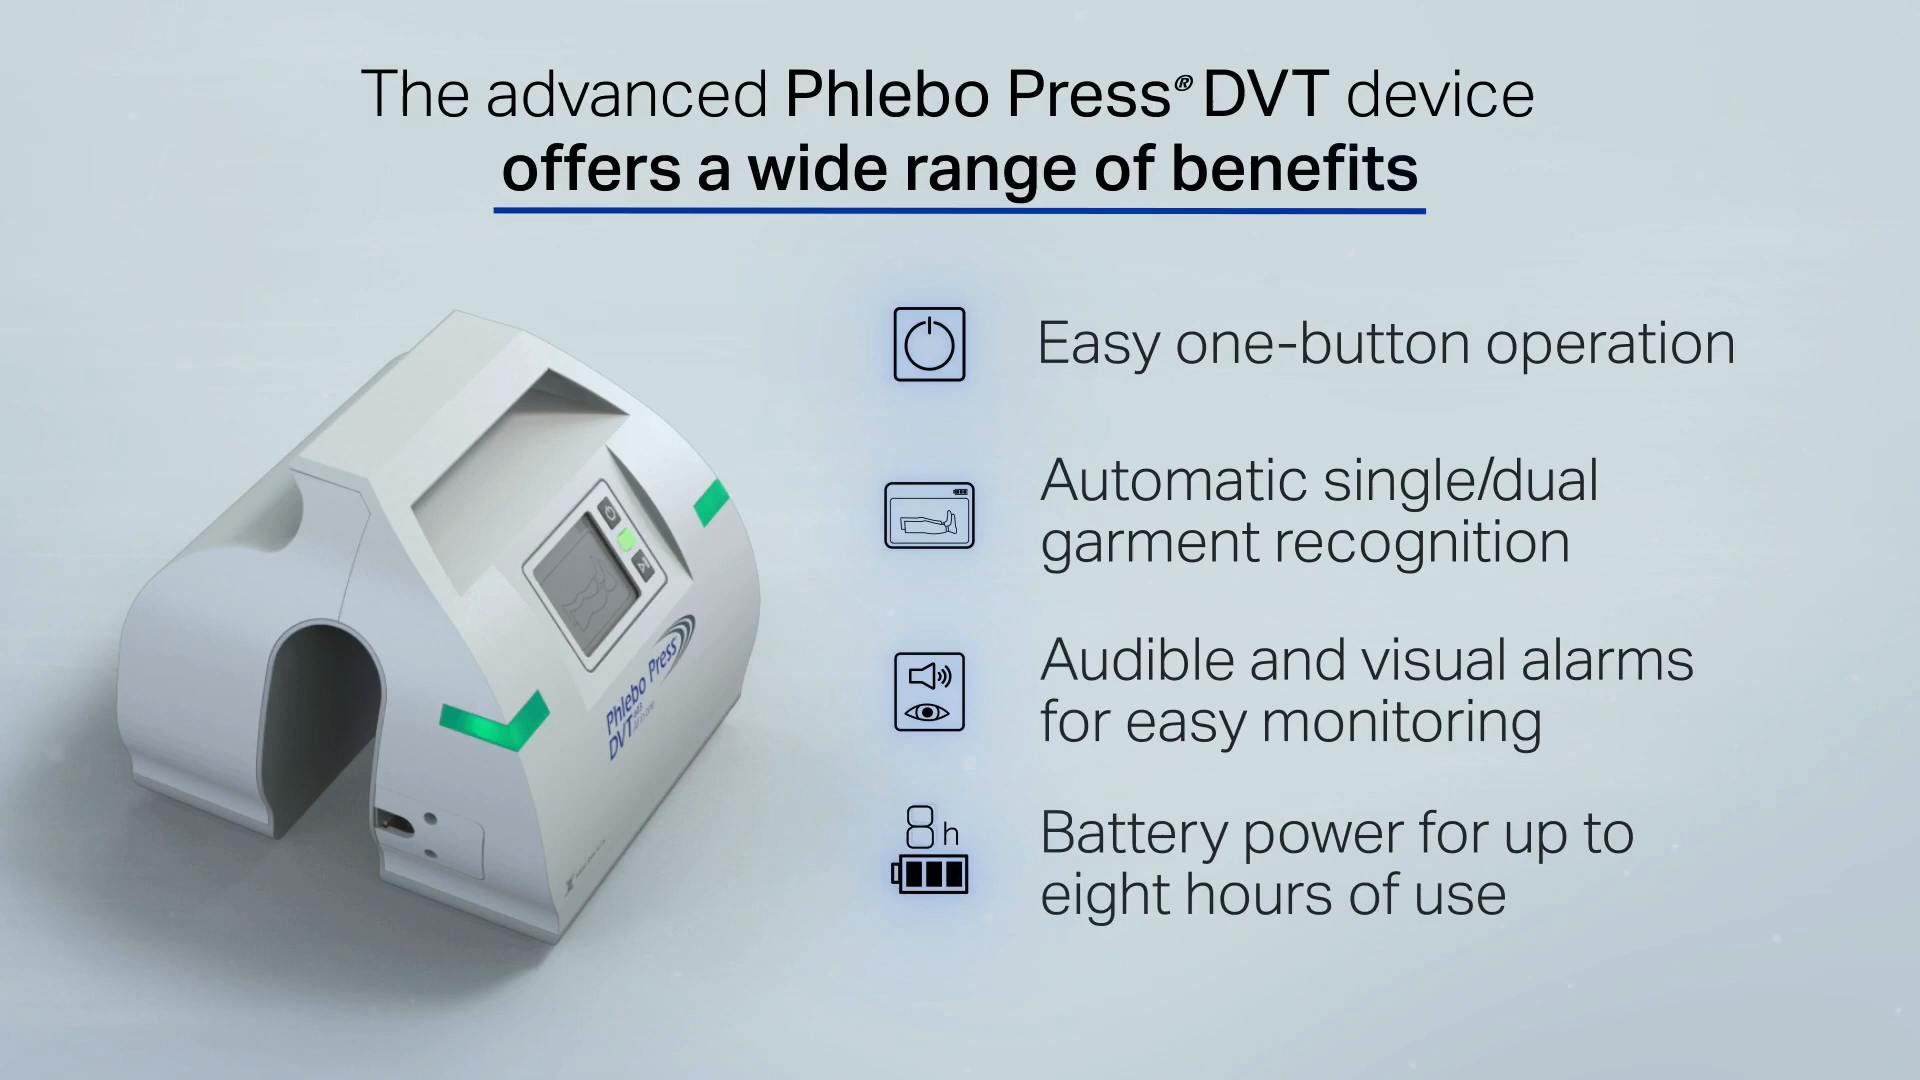 The advanced Phlebo Press® DVT device
offers a wide range of benefits
Easy one-button operation
Automatic single/dual
garment recognition
Audible and visual alarms
for easy monitoring
8h
Battery power for up to
eight hours of use
Phlebo Press
DVT 603